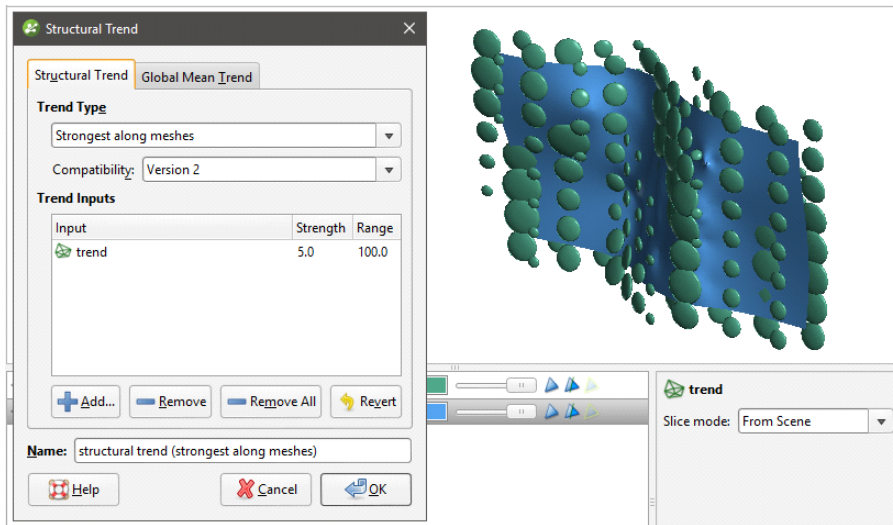 Structural Trend
Structural Trend Global Mean Trend
Trend Type
Strongest along meshes
Compatibility: Version 2
Trend Inputs
Input Strength Range
trend 5.0 100.0
Add... Remove Remove All Revert
Name: structural trend (strongest along meshes)
Help Cancel OK
trend
Slice mode: From Scene